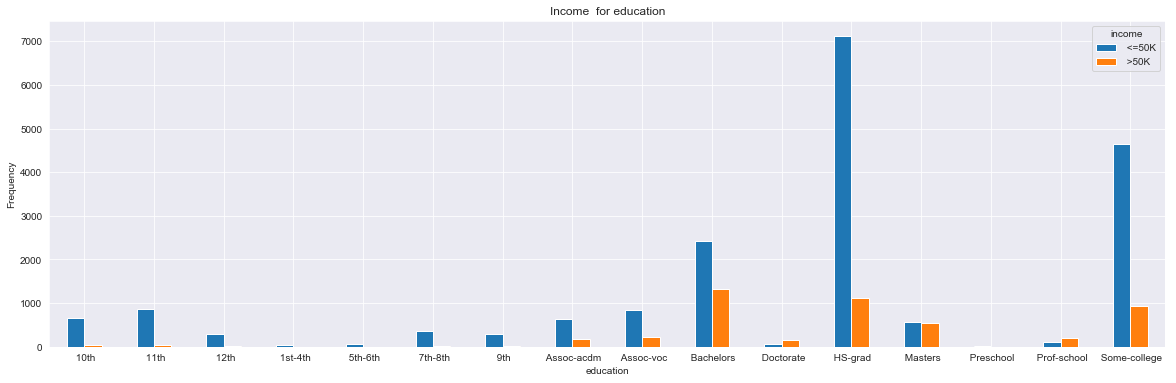 Income  for education
income
<=50K
>50K
Frequency
7000
6000
5000
4000
3000
2000
1000
0
10th 11th 12th 1st-4th 5th-6th 7th-8th 9th Assoc-acdm Assoc-voc Bachelors Doctorate HS-grad Masters Preschool Prof-school Some-college
education